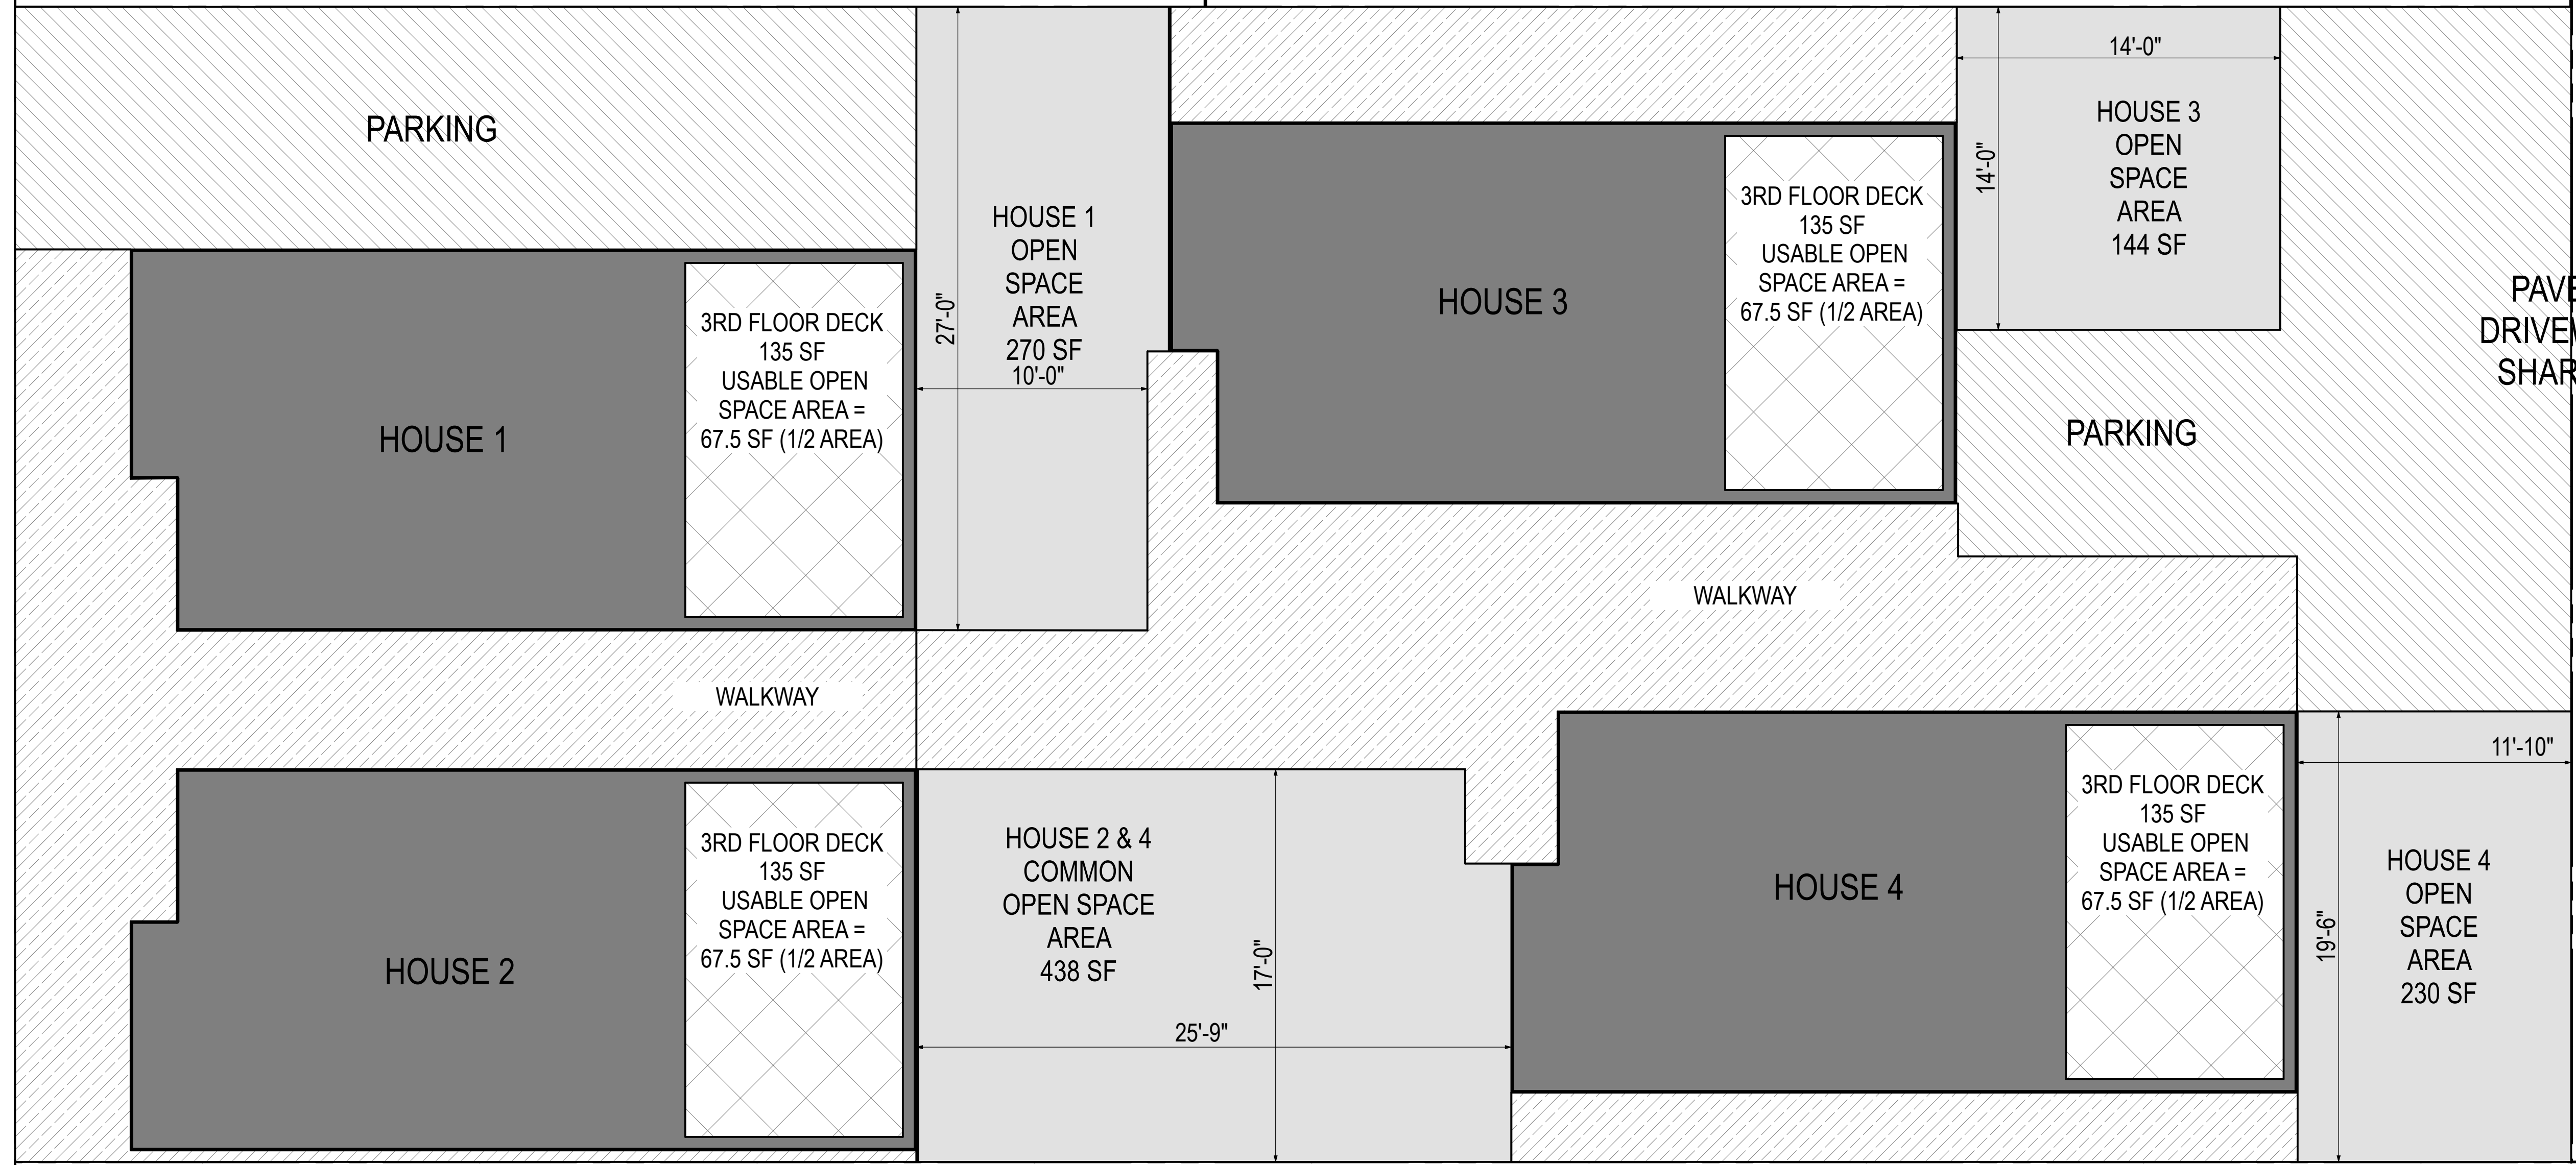 PARKING
HOUSE 1
OPEN
SPACE
AREA
270 SF
27'-0"
10'-0"
3RD FLOOR DECK
135 SF
USABLE OPEN
SPACE AREA =
67.5 SF (1/2 AREA)
HOUSE 1
HOUSE 3
3RD FLOOR DECK
135 SF
USABLE OPEN
SPACE AREA =
67.5 SF (1/2 AREA)
14'-0"
14'-0"
HOUSE 3
OPEN
SPACE
AREA
144 SF
PARKING
WALKWAY
WALKWAY
HOUSE 2
3RD FLOOR DECK
135 SF
USABLE OPEN
SPACE AREA =
67.5 SF (1/2 AREA)
HOUSE 2 & 4
COMMON
OPEN SPACE
AREA
438 SF
17'-0"
25'-9"
HOUSE 4
3RD FLOOR DECK
135 SF
USABLE OPEN
SPACE AREA =
67.5 SF (1/2 AREA)
11'-10"
19'-6"
HOUSE 4
OPEN
SPACE
AREA
230 SF